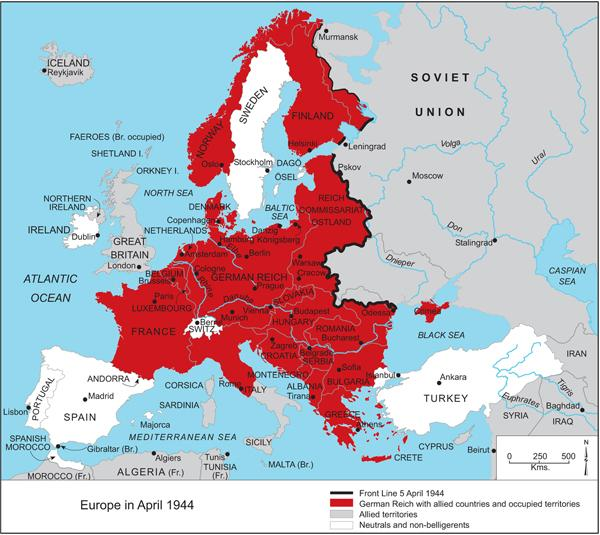 ICELAND
Reykjavik
Murmansk
SOVIET
UNION
SWEDEN
FINLAND
NORWAY
FAEROES (Br. occupied)
SHETLAND I.
ORKNEY I.
Oslo
Helsinki
Leningrad
Volga
Ural
Stockholm
DAGÖ
ÖSEL
Pskov
Moscow
NORTH SEA
NORTHERN
IRELAND
IRELAND
Dublin
GREAT
BRITAIN
London
DENMARK
Copenhagen
BALTIC
SEA
REICH
COMMISSARIAT
OSTLAND
NETHERLANDS
Danzig
Königsberg
Hamburg
Elbe
Amsterdam
Berlin
Don
Stalingrad
ATLANTIC
OCEAN
BELGIUM
Brussels
Cologne
Rhine
GERMAN REICH
Warsaw
Cracow
Dnieper
CASPIAN
SEA
Paris
LUXEMBOURG
Prague
SLOVAKIA
Danube
Vienna
Munich
Budapest
HUNGARY
Odessa
Crimea
FRANCE
Bern
SWITZ.
ROMANIA
Bucharest
BLACK SEA
Zagreb
CROATIA
Belgrade
SERBIA
IRAN
ANDORRA
CORSICA
MONTENEGRO
Sofia
BULGARIA
Istanbul
Ankara
TURKEY
PORTUGAL
Madrid
SPAIN
Rome
ITALY
ALBANIA
Tirana
Tigris
Euphrates
Baghdad
Lisbon
SARDINIA
Majorca
GREECE
Athens
SYRIA
IRAQ
SPANISH
MOROCCO
Gibraltar (Br.)
MEDITERRANEAN SEA
SICILY
CYPRUS
Beirut
MOROCCO (Fr.)
Algiers
ALGERIA (Fr.)
Tunis
TUNISIA
(Fr.)
MALTA (Br.)
CRETE
N
S
0 250 500
Kms.
Europe in April 1944
Front Line 5 April 1944
German Reich with allied countries and occupied territories
Allied territories
Neutrals and non-belligerents